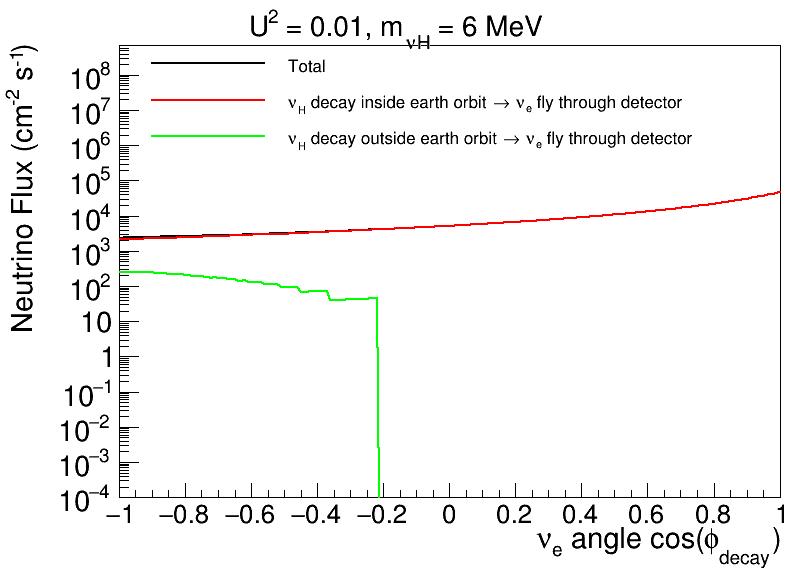 U² = 0.01, m_νH = 6 MeV
Total
ν_H decay inside earth orbit → ν_e fly through detector
ν_H decay outside earth orbit → ν_e fly through detector
Neutrino Flux (cm⁻² s⁻¹)
10⁸
10⁷
10⁶
10⁵
10⁴
10³
10²
10
1
10⁻¹
10⁻²
10⁻³
10⁻⁴
−1 −0.8 −0.6 −0.4 −0.2 0 0.2 0.4 0.6 0.8 1
ν_e angle cos(ϕ_decay)